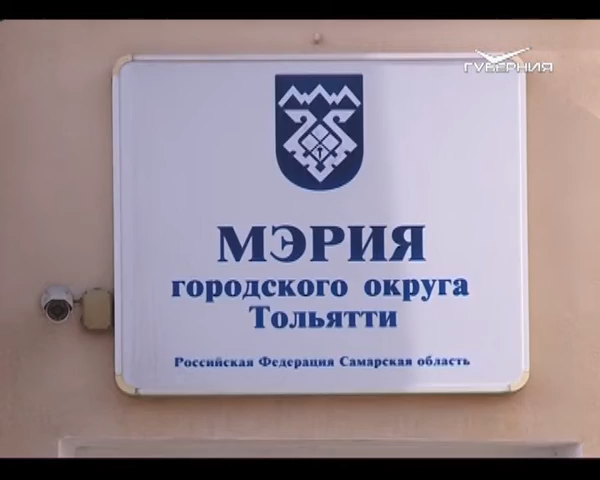 ГУБЕРНИЯ
МЭРИЯ
городского округа
Тольятти
Российская Федерация Самарская область